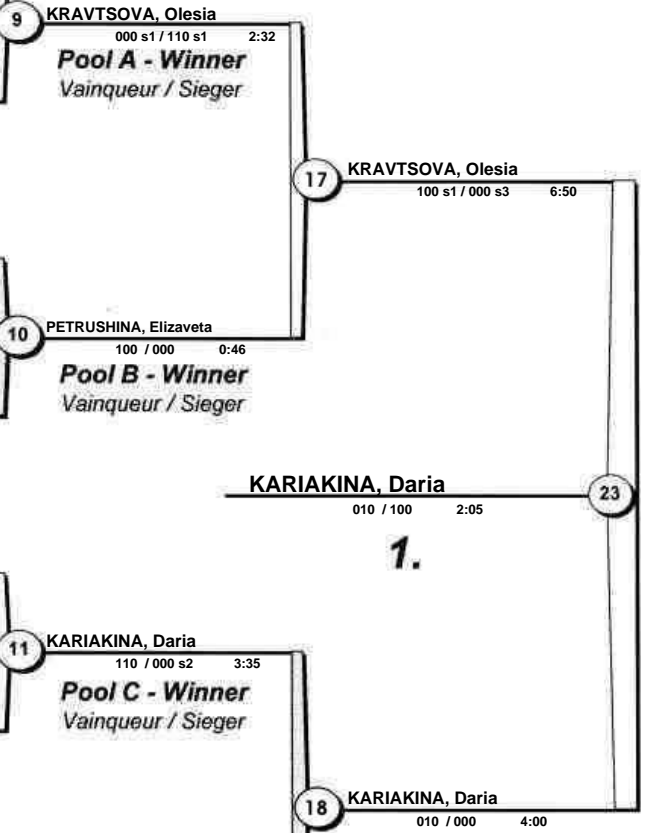 9
KRAVTSOVA, Olesia
000 s1 / 110 s1 2:32
Pool A - Winner
Vainqueur / Sieger
17
KRAVTSOVA, Olesia
100 s1 / 000 s3 6:50
10
PETRUSHINA, Elizaveta
100 / 000 0:46
Pool B - Winner
Vainqueur / Sieger
KARIAKINA, Daria
23
010 / 100 2:05
1.
11
KARIAKINA, Daria
110 / 000 s2 3:35
Pool C - Winner
Vainqueur / Sieger
18
KARIAKINA, Daria
010 / 000 4:00